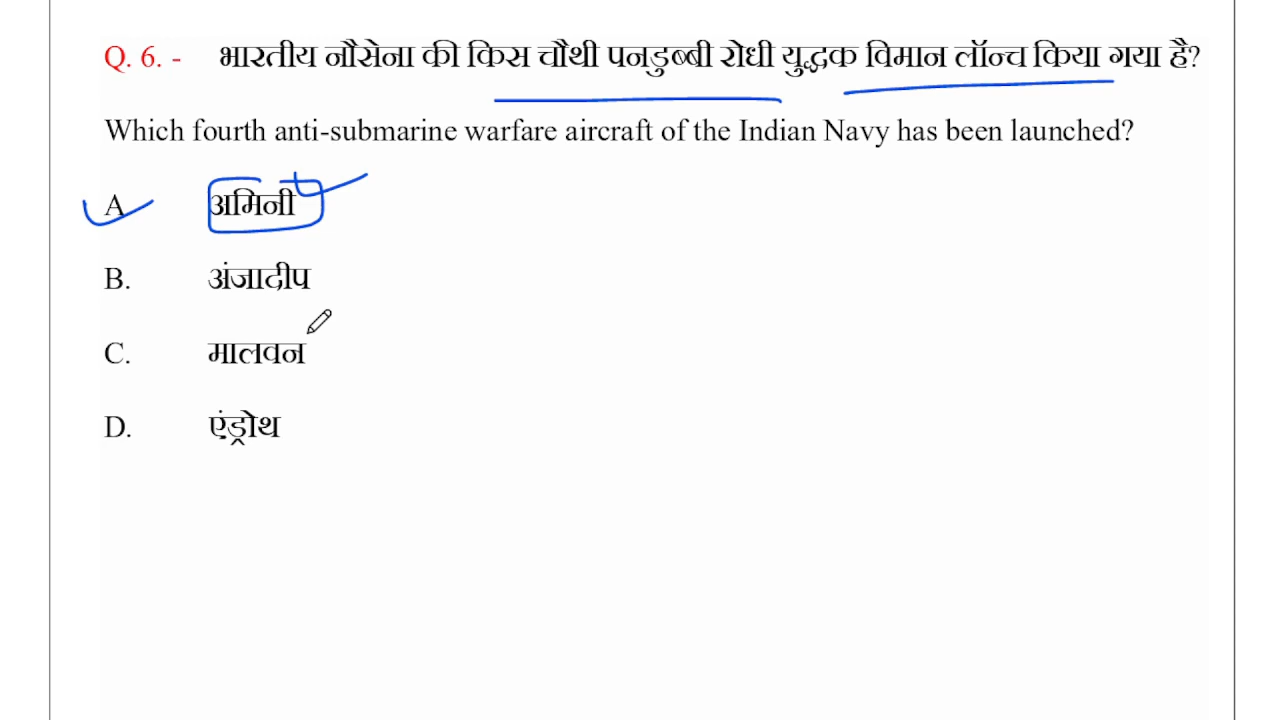 Q. 6. - भारतीय नौसेना की किस चौथी पनडुब्बी रोधी युद्धक विमान लॉन्च किया गया है?
Which fourth anti-submarine warfare aircraft of the Indian Navy has been launched?
A अमिनी
B. अंजादीप
C. मालवन
D. एंड्रोथ